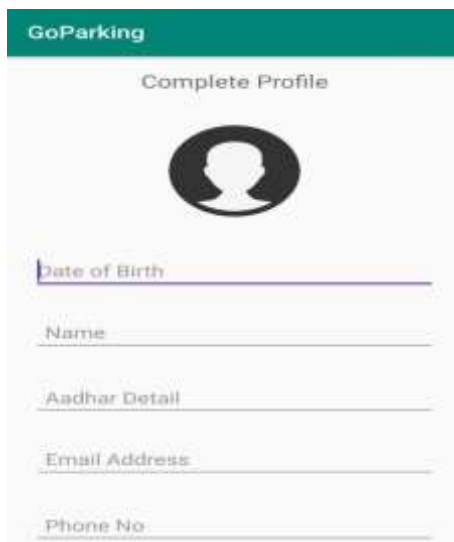 GoParking
Complete Profile
Date of Birth
Name
Aadhar Detail
Email Address
Phone No